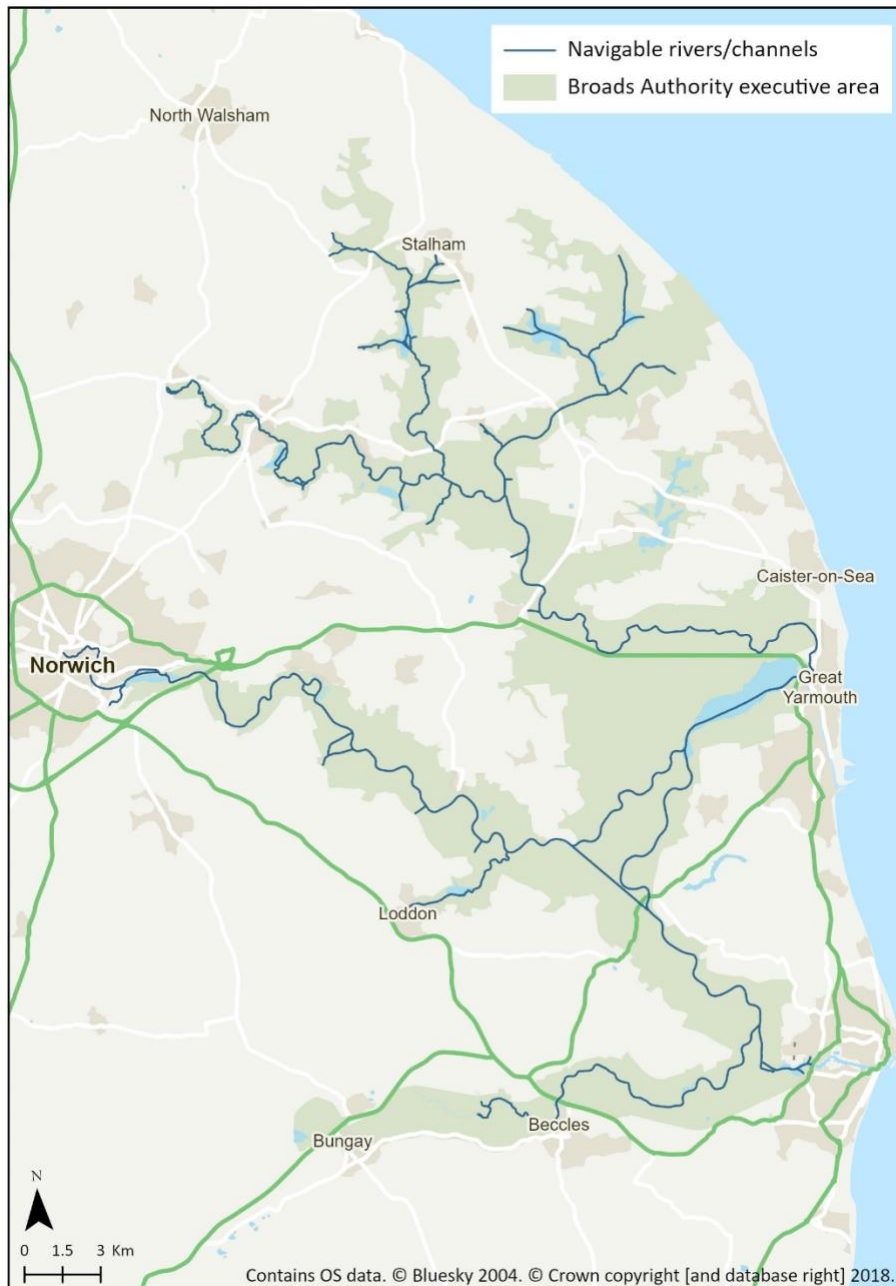 Navigable rivers/channels
Broads Authority executive area
North Walsham
Stalham
Caister-on-Sea
Norwich
Great
Yarmouth
Loddon
Beccles
Bungay
N
0 1.5 3 Km
Contains OS data. © Bluesky 2004. © Crown copyright [and database right] 2018.